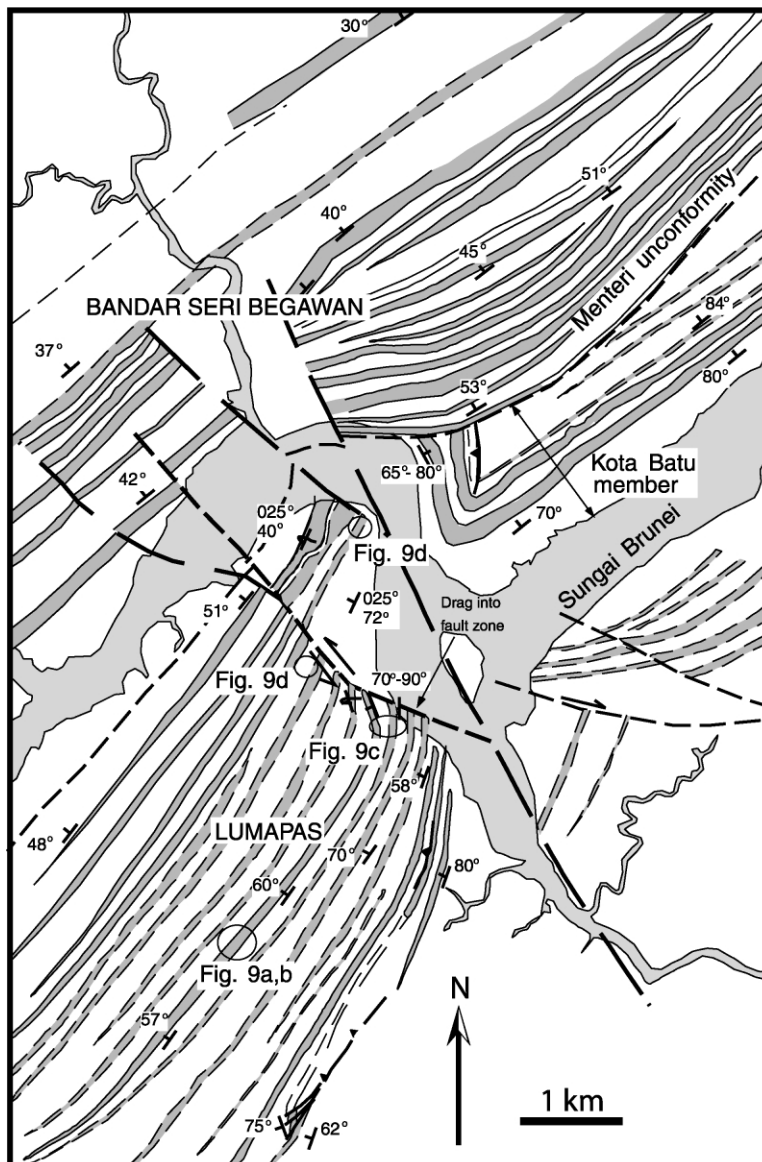 30°
51°
40°
45°
Menteri unconformity
BANDAR SERI BEGAWAN
84°
37°
80°
53°
65°- 80°
Kota Batu
member
42°
025°
40°
70°
Fig. 9d
Sungai Brunei
51°
025°
72°
Drag into
fault zone
Fig. 9d
70°-90°
Fig. 9c
58°
48°
LUMAPAS
70°
80°
60°
Fig. 9a,b
N
57°
1 km
75°
62°